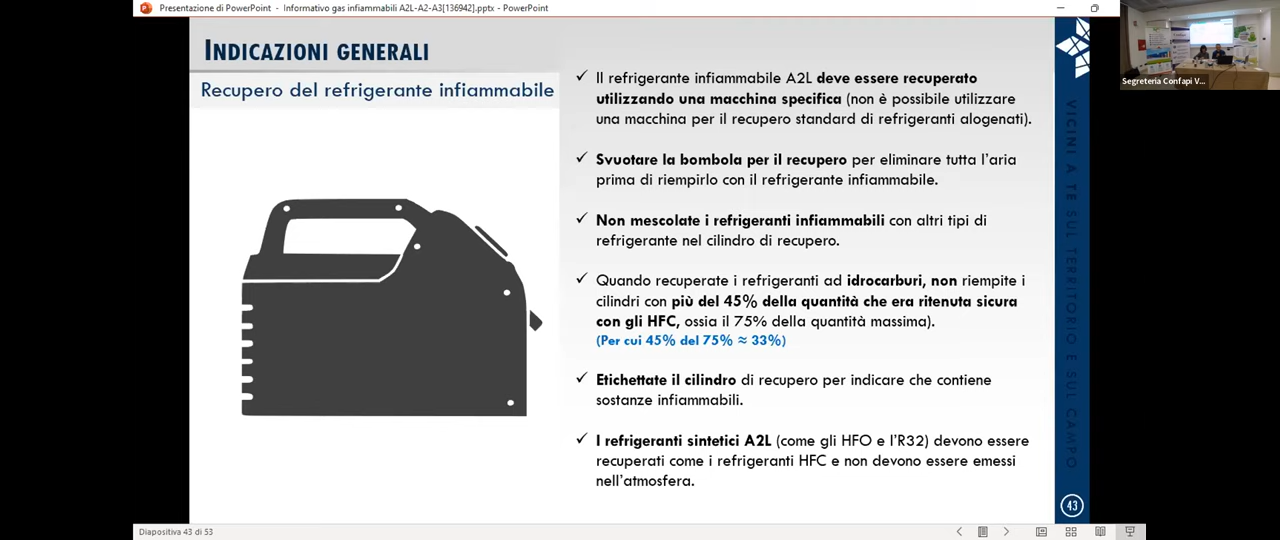 Presentazione di PowerPoint - Informativo gas infiammabili A2L-A2-A3[136942].pptx - PowerPoint
INDICAZIONI GENERALI
Recupero del refrigerante infiammabile
✓ Il refrigerante infiammabile A2L deve essere recuperato
utilizzando una macchina specifica (non è possibile utilizzare
una macchina per il recupero standard di refrigeranti alogenati).
✓ Svuotare la bombola per il recupero per eliminare tutta l'aria
prima di riempirlo con il refrigerante infiammabile.
✓ Non mescolate i refrigeranti infiammabili con altri tipi di
refrigerante nel cilindro di recupero.
✓ Quando recuperate i refrigeranti ad idrocarburi, non riempite i
cilindri con più del 45% della quantità che era ritenuta sicura
con gli HFC, ossia il 75% della quantità massima).
(Per cui 45% del 75% ≈ 33%)
✓ Etichettate il cilindro di recupero per indicare che contiene
sostanze infiammabili.
✓ I refrigeranti sintetici A2L (come gli HFO e l'R32) devono essere
recuperati come i refrigeranti HFC e non devono essere emessi
nell'atmosfera.
VICINI A TE SUL TERRITORIO E SUL CAMPO
43
Segreteria Confapi V...
Diapositiva 43 di 53